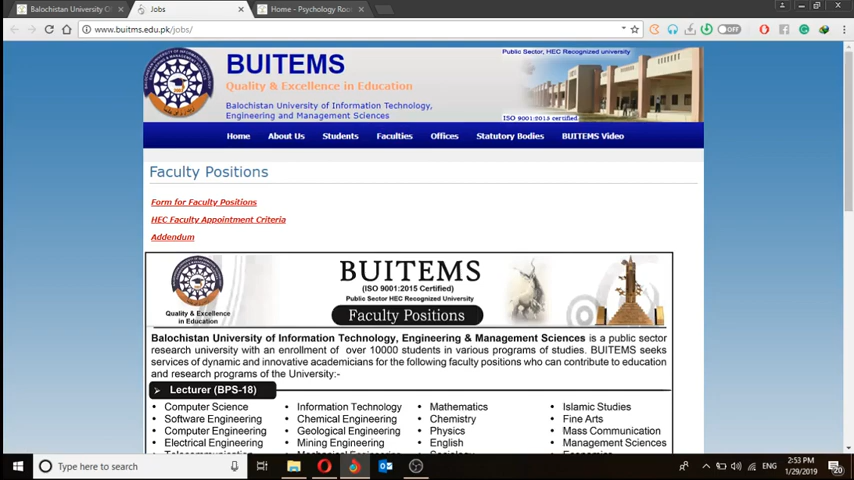 Balochistan University O
Jobs
Home - Psychology Roo
www.buitms.edu.pk/jobs/
OFF
BUITEMS
Quality & Excellence in Education
Balochistan University of Information Technology,
Engineering and Management Sciences
Public Sector, HEC Recognized university
ISO 9001:2015 certified
Home About Us Students Faculties Offices Statutory Bodies BUITEMS Video
Faculty Positions
Form for Faculty Positions
HEC Faculty Appointment Criteria
Addendum
BUITEMS
(ISO 9001:2015 Certified)
Public Sector HEC Recognized University
Faculty Positions
Quality & Excellence
in Education
Balochistan University of Information Technology, Engineering & Management Sciences is a public sector
research university with an enrollment of over 10000 students in various programs of studies. BUITEMS seeks
services of dynamic and innovative academicians for the following faculty positions who can contribute to education
and research programs of the University:-
➢ Lecturer (BPS-18)
• Computer Science • Information Technology • Mathematics • Islamic Studies
• Software Engineering • Chemical Engineering • Chemistry • Fine Arts
• Computer Engineering • Geological Engineering • Physics • Mass Communication
• Electrical Engineering • Mining Engineering • English • Management Sciences
Type here to search
ENG
2:53 PM
1/29/2019
20